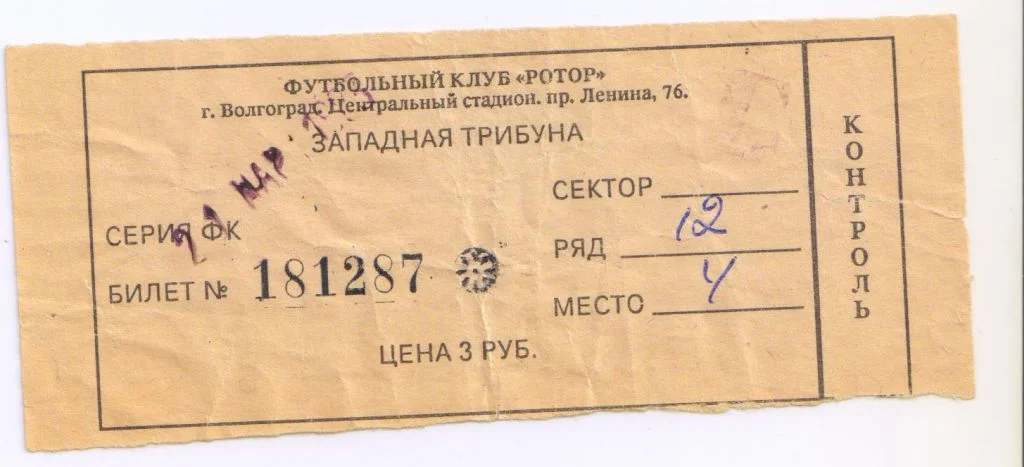 ФУТБОЛЬНЫЙ КЛУБ «РОТОР»
г. Волгоград, Центральный стадион. пр. Ленина, 76.
ЗАПАДНАЯ ТРИБУНА
МАР
СЕКТОР
СЕРИЯ ФК
РЯД 12
БИЛЕТ № 181287
МЕСТО 4
ЦЕНА 3 РУБ.
КОНТРОЛЬ